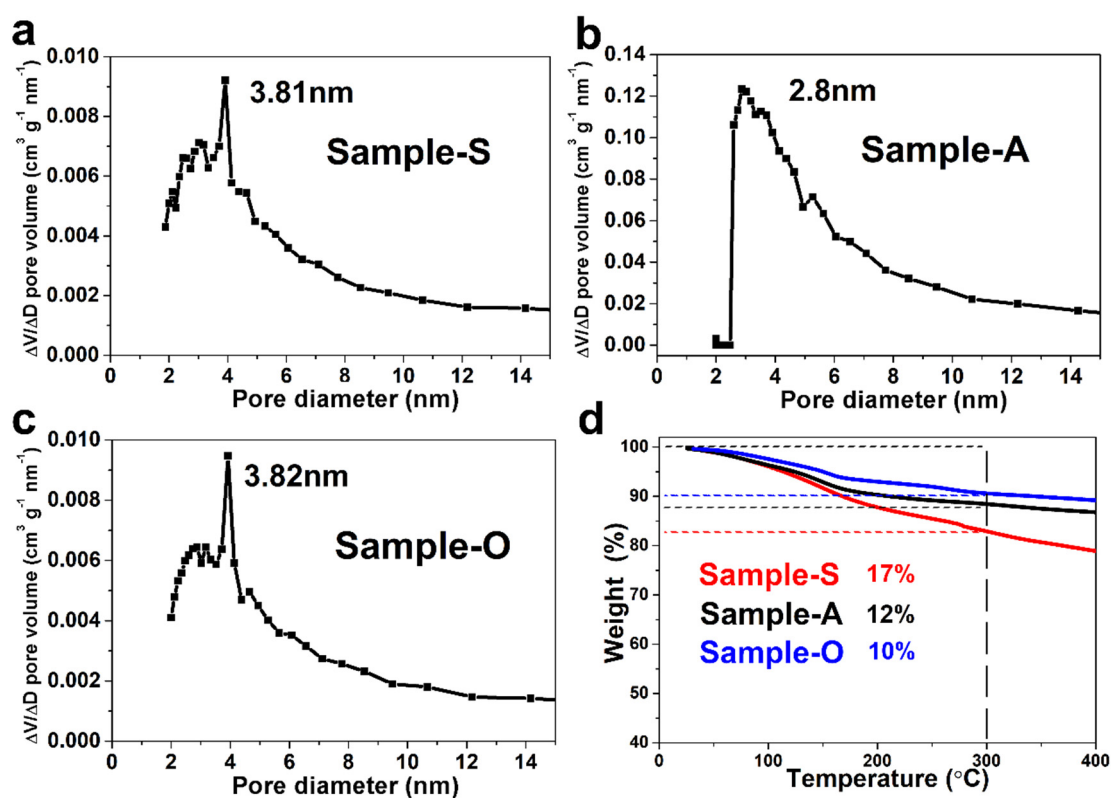 a
0.010
0.008
0.006
0.004
0.002
0.000
ΔV/ΔD pore volume (cm³ g⁻¹ nm⁻¹)
3.81nm
Sample-S
0 2 4 6 8 10 12 14
Pore diameter (nm)
b
0.14
0.12
0.10
0.08
0.06
0.04
0.02
0.00
ΔV/ΔD pore volume (cm³ g⁻¹ nm⁻¹)
2.8nm
Sample-A
0 2 4 6 8 10 12 14
Pore diameter (nm)
c
0.010
0.008
0.006
0.004
0.002
0.000
ΔV/ΔD pore volume (cm³ g⁻¹ nm⁻¹)
3.82nm
Sample-O
0 2 4 6 8 10 12 14
Pore diameter (nm)
d
100
90
80
70
60
50
40
Weight (%)
Sample-S 17%
Sample-A 12%
Sample-O 10%
0 100 200 300 400
Temperature (°C)